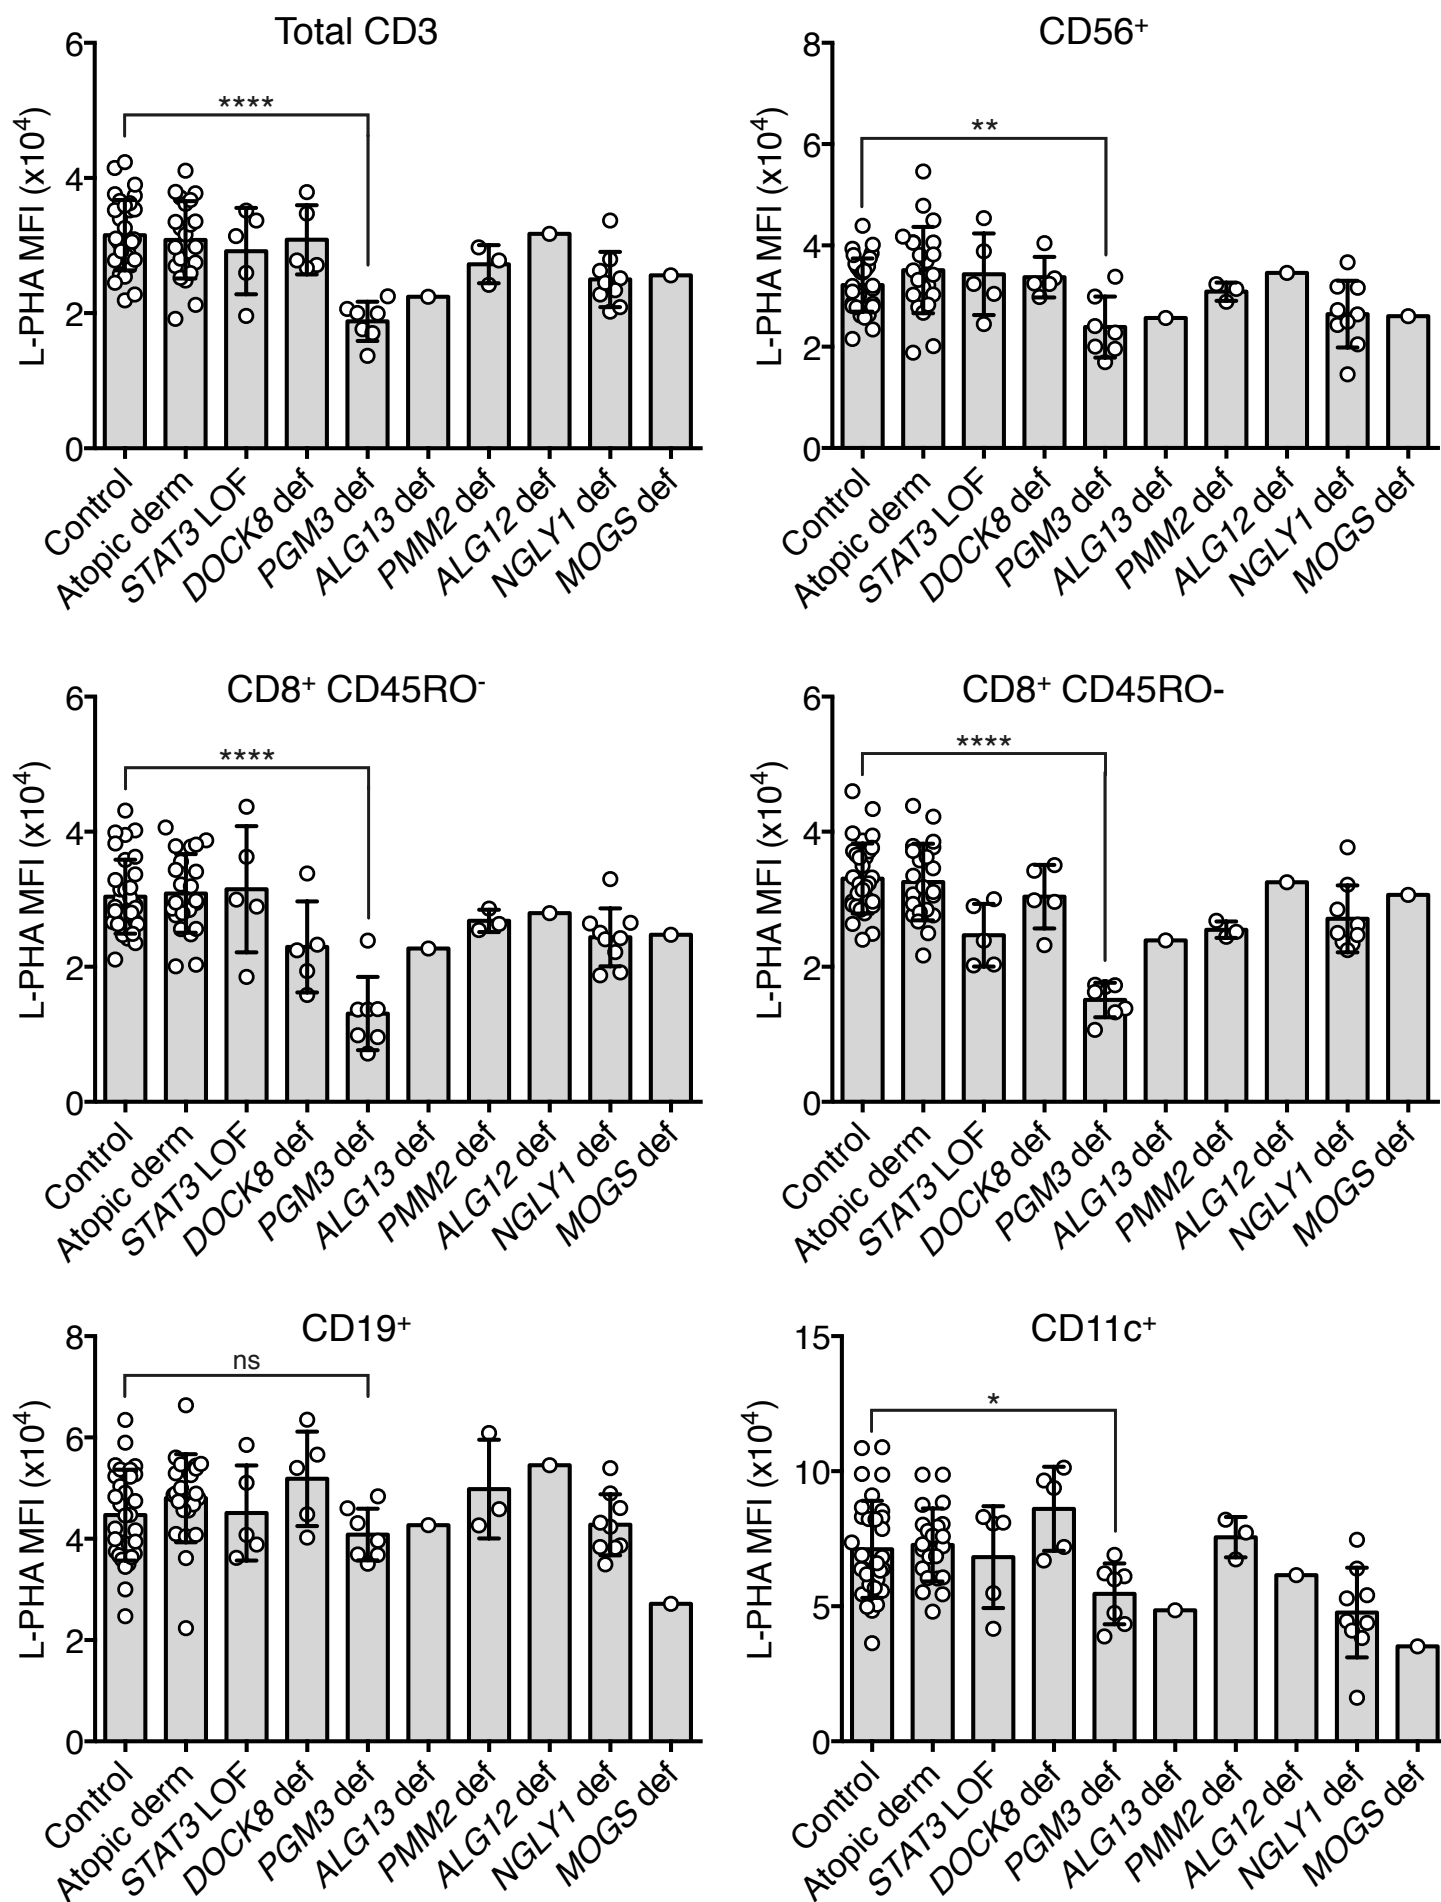 Total CD3
L-PHA MFI (x10⁴)
6
4
2
0
****
Control
Atopic derm
STAT3 LOF
DOCK8 def
PGM3 def
ALG13 def
PMM2 def
ALG12 def
NGLY1 def
MOGS def
CD56⁺
L-PHA MFI (x10⁴)
8
6
4
2
0
**
Control
Atopic derm
STAT3 LOF
DOCK8 def
PGM3 def
ALG13 def
PMM2 def
ALG12 def
NGLY1 def
MOGS def
CD8⁺ CD45RO⁻
L-PHA MFI (x10⁴)
6
4
2
0
****
Control
Atopic derm
STAT3 LOF
DOCK8 def
PGM3 def
ALG13 def
PMM2 def
ALG12 def
NGLY1 def
MOGS def
CD8⁺ CD45RO-
L-PHA MFI (x10⁴)
6
4
2
0
****
Control
Atopic derm
STAT3 LOF
DOCK8 def
PGM3 def
ALG13 def
PMM2 def
ALG12 def
NGLY1 def
MOGS def
CD19⁺
L-PHA MFI (x10⁴)
8
6
4
2
0
ns
Control
Atopic derm
STAT3 LOF
DOCK8 def
PGM3 def
ALG13 def
PMM2 def
ALG12 def
NGLY1 def
MOGS def
CD11c⁺
L-PHA MFI (x10⁴)
15
10
5
0
*
Control
Atopic derm
STAT3 LOF
DOCK8 def
PGM3 def
ALG13 def
PMM2 def
ALG12 def
NGLY1 def
MOGS def